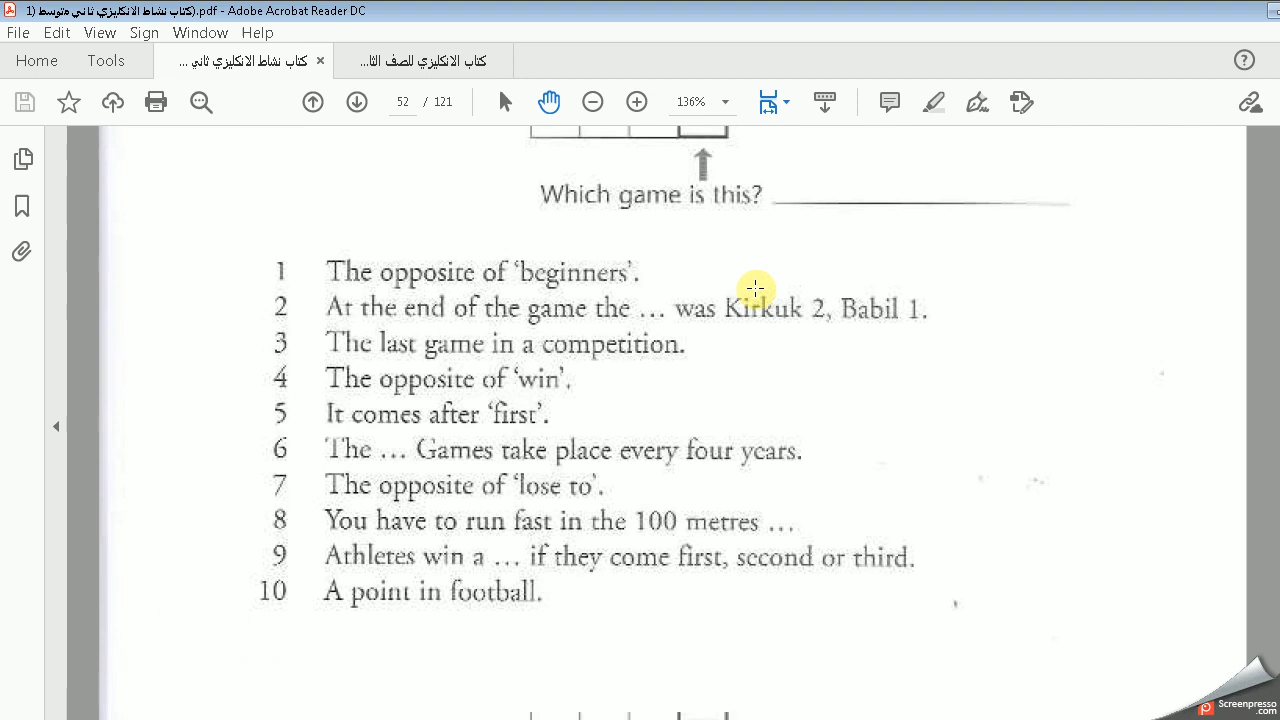 1) كتاب نشاط الانكليزي ثاني متوسط).pdf - Adobe Acrobat Reader DC
File Edit View Sign Window Help
Home Tools كتاب نشاط الانكليزي ثاني ... × كتاب الانكليزي للصف الثا...
52 / 121 136%
Which game is this?
1 The opposite of ‘beginners’.
2 At the end of the game the ... was Kirkuk 2, Babil 1.
3 The last game in a competition.
4 The opposite of ‘win’.
5 It comes after ‘first’.
6 The ... Games take place every four years.
7 The opposite of ‘lose to’.
8 You have to run fast in the 100 metres ...
9 Athletes win a ... if they come first, second or third.
10 A point in football.
Screenpresso
.com